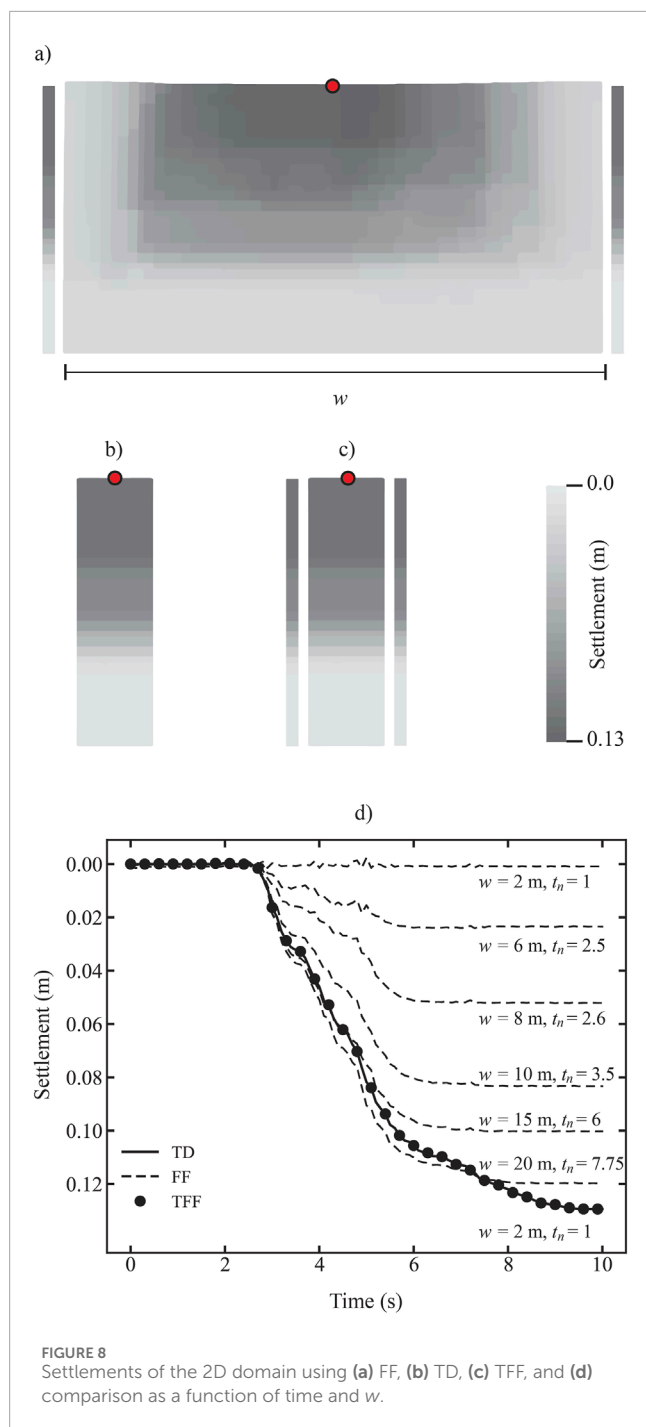 a)
w
b)
c)
0.0
Settlement (m)
0.13
d)
0.00
0.02
0.04
0.06
0.08
0.10
0.12
Settlement (m)
w = 2 m, tn = 1
w = 6 m, tn = 2.5
w = 8 m, tn = 2.6
w = 10 m, tn = 3.5
w = 15 m, tn = 6
w = 20 m, tn = 7.75
w = 2 m, tn = 1
TD
FF
TFF
0
2
4
6
8
10
Time (s)
FIGURE 8
Settlements of the 2D domain using (a) FF, (b) TD, (c) TFF, and (d)
comparison as a function of time and w.